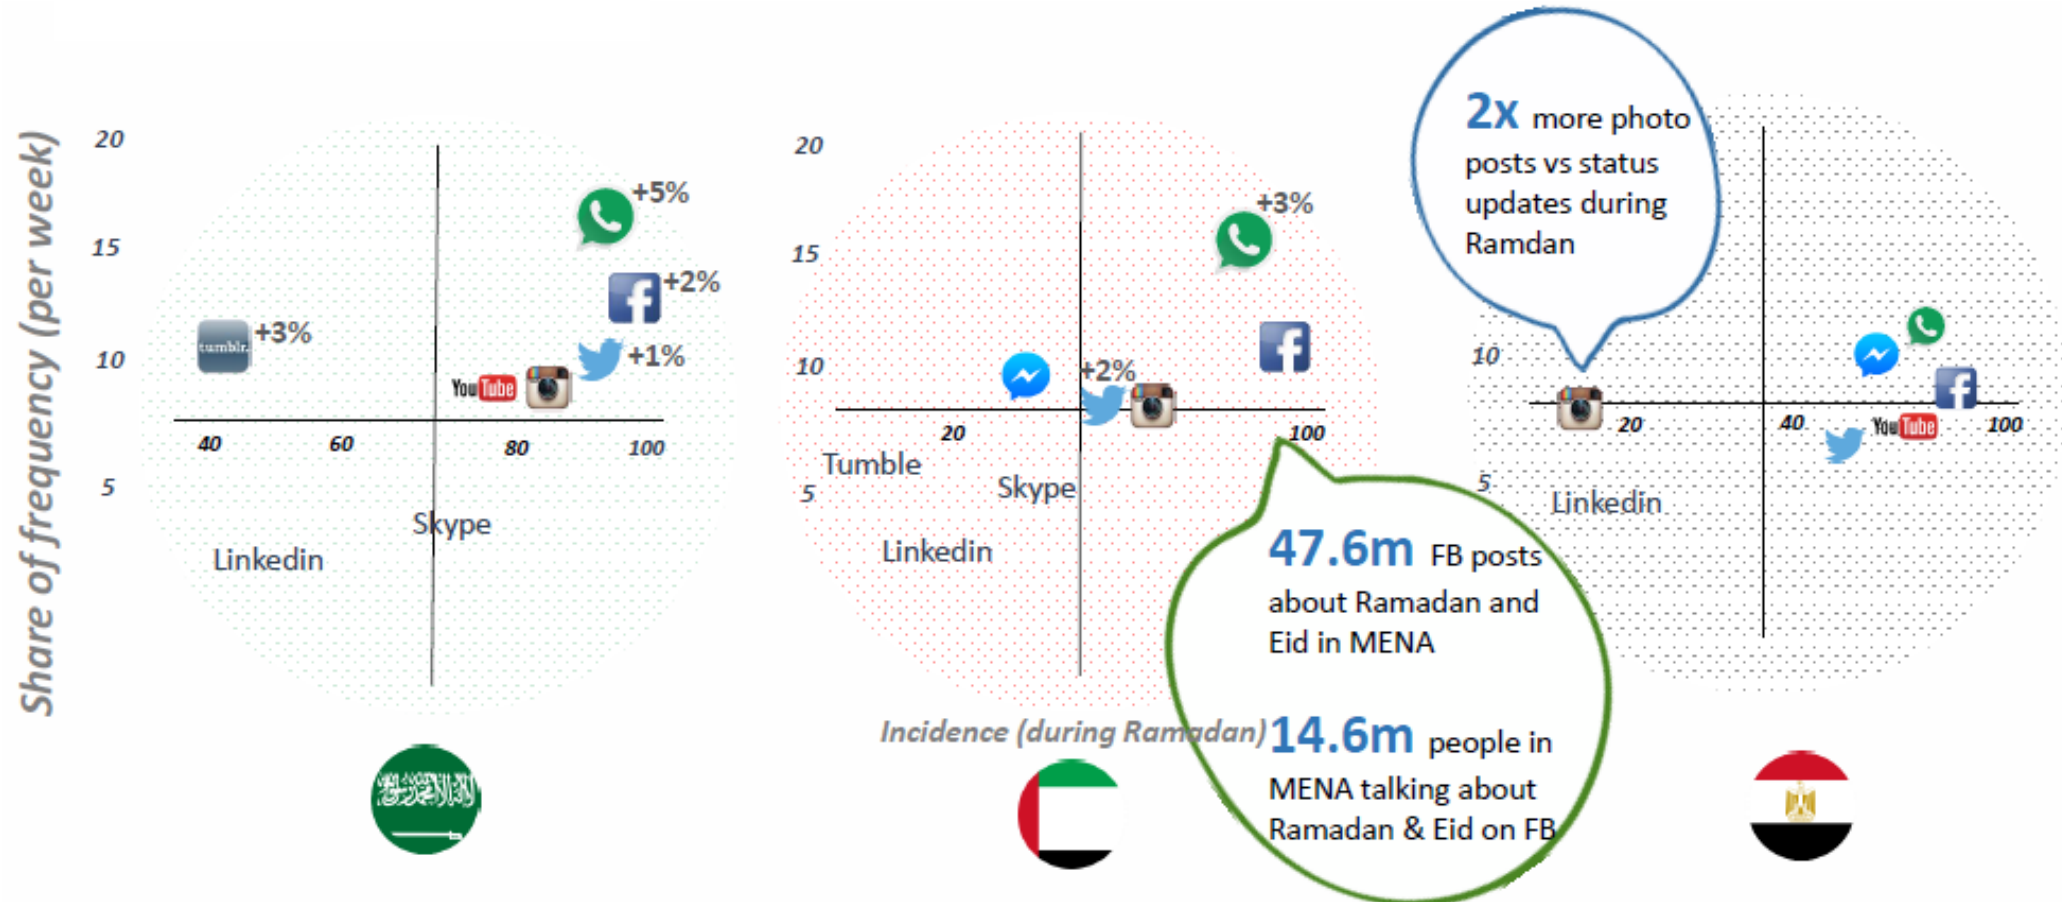 Share of frequency (per week)
20
15
10
5
+5%
+2%
+1%
+3%
tumblr.
YouTube
40
60
80
100
Skype
Linkedin
20
15
10
5
+3%
+2%
20
100
Tumble
Skype
Linkedin
Incidence (during Ramadan)
2x more photo
posts vs status
updates during
Ramdan
47.6m FB posts
about Ramadan and
Eid in MENA
14.6m people in
MENA talking about
Ramadan & Eid on FB
10
5
20
40
100
YouTube
Linkedin